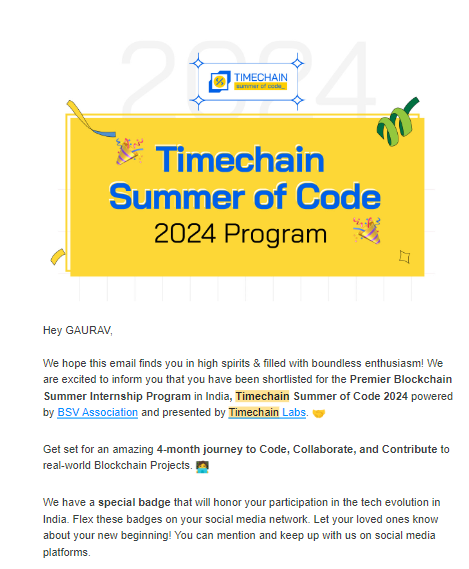 2024
TIMECHAIN
summer of code_
Timechain
Summer of Code
2024 Program
Hey GAURAV,
We hope this email finds you in high spirits & filled with boundless enthusiasm! We
are excited to inform you that you have been shortlisted for the Premier Blockchain
Summer Internship Program in India, Timechain Summer of Code 2024 powered
by BSV Association and presented by Timechain Labs. 🤝
Get set for an amazing 4-month journey to Code, Collaborate, and Contribute to
real-world Blockchain Projects. 🧑‍💻
We have a special badge that will honor your participation in the tech evolution in
India. Flex these badges on your social media network. Let your loved ones know
about your new beginning! You can mention and keep up with us on social media
platforms.